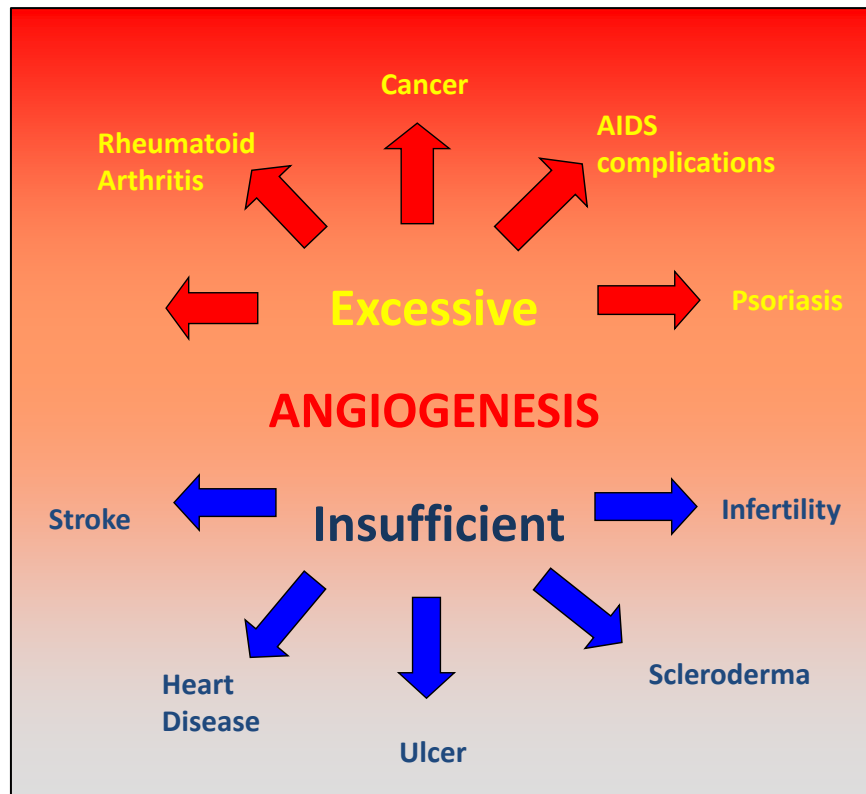 Cancer
AIDS
complications
Rheumatoid
Arthritis
Excessive
Psoriasis
ANGIOGENESIS
Stroke
Insufficient
Infertility
Heart
Disease
Scleroderma
Ulcer